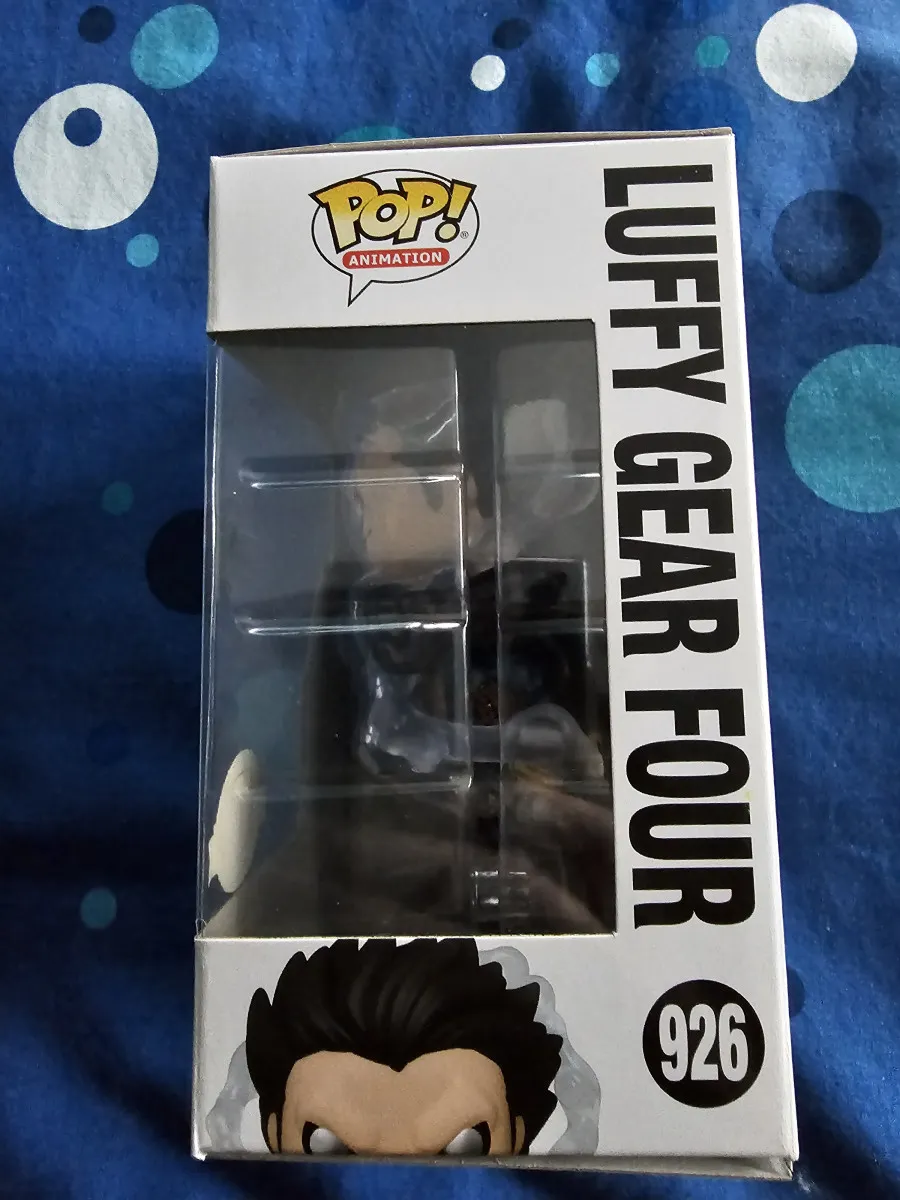 POP!®
ANIMATION
LUFFY GEAR FOUR
926